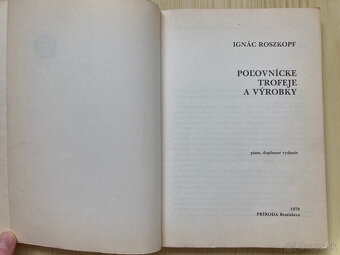 IGNÁC ROSZKOPF
POĽOVNÍCKE
TROFEJE
A VÝROBKY
piate, doplnené vydanie
1979
PRÍRODA Bratislava